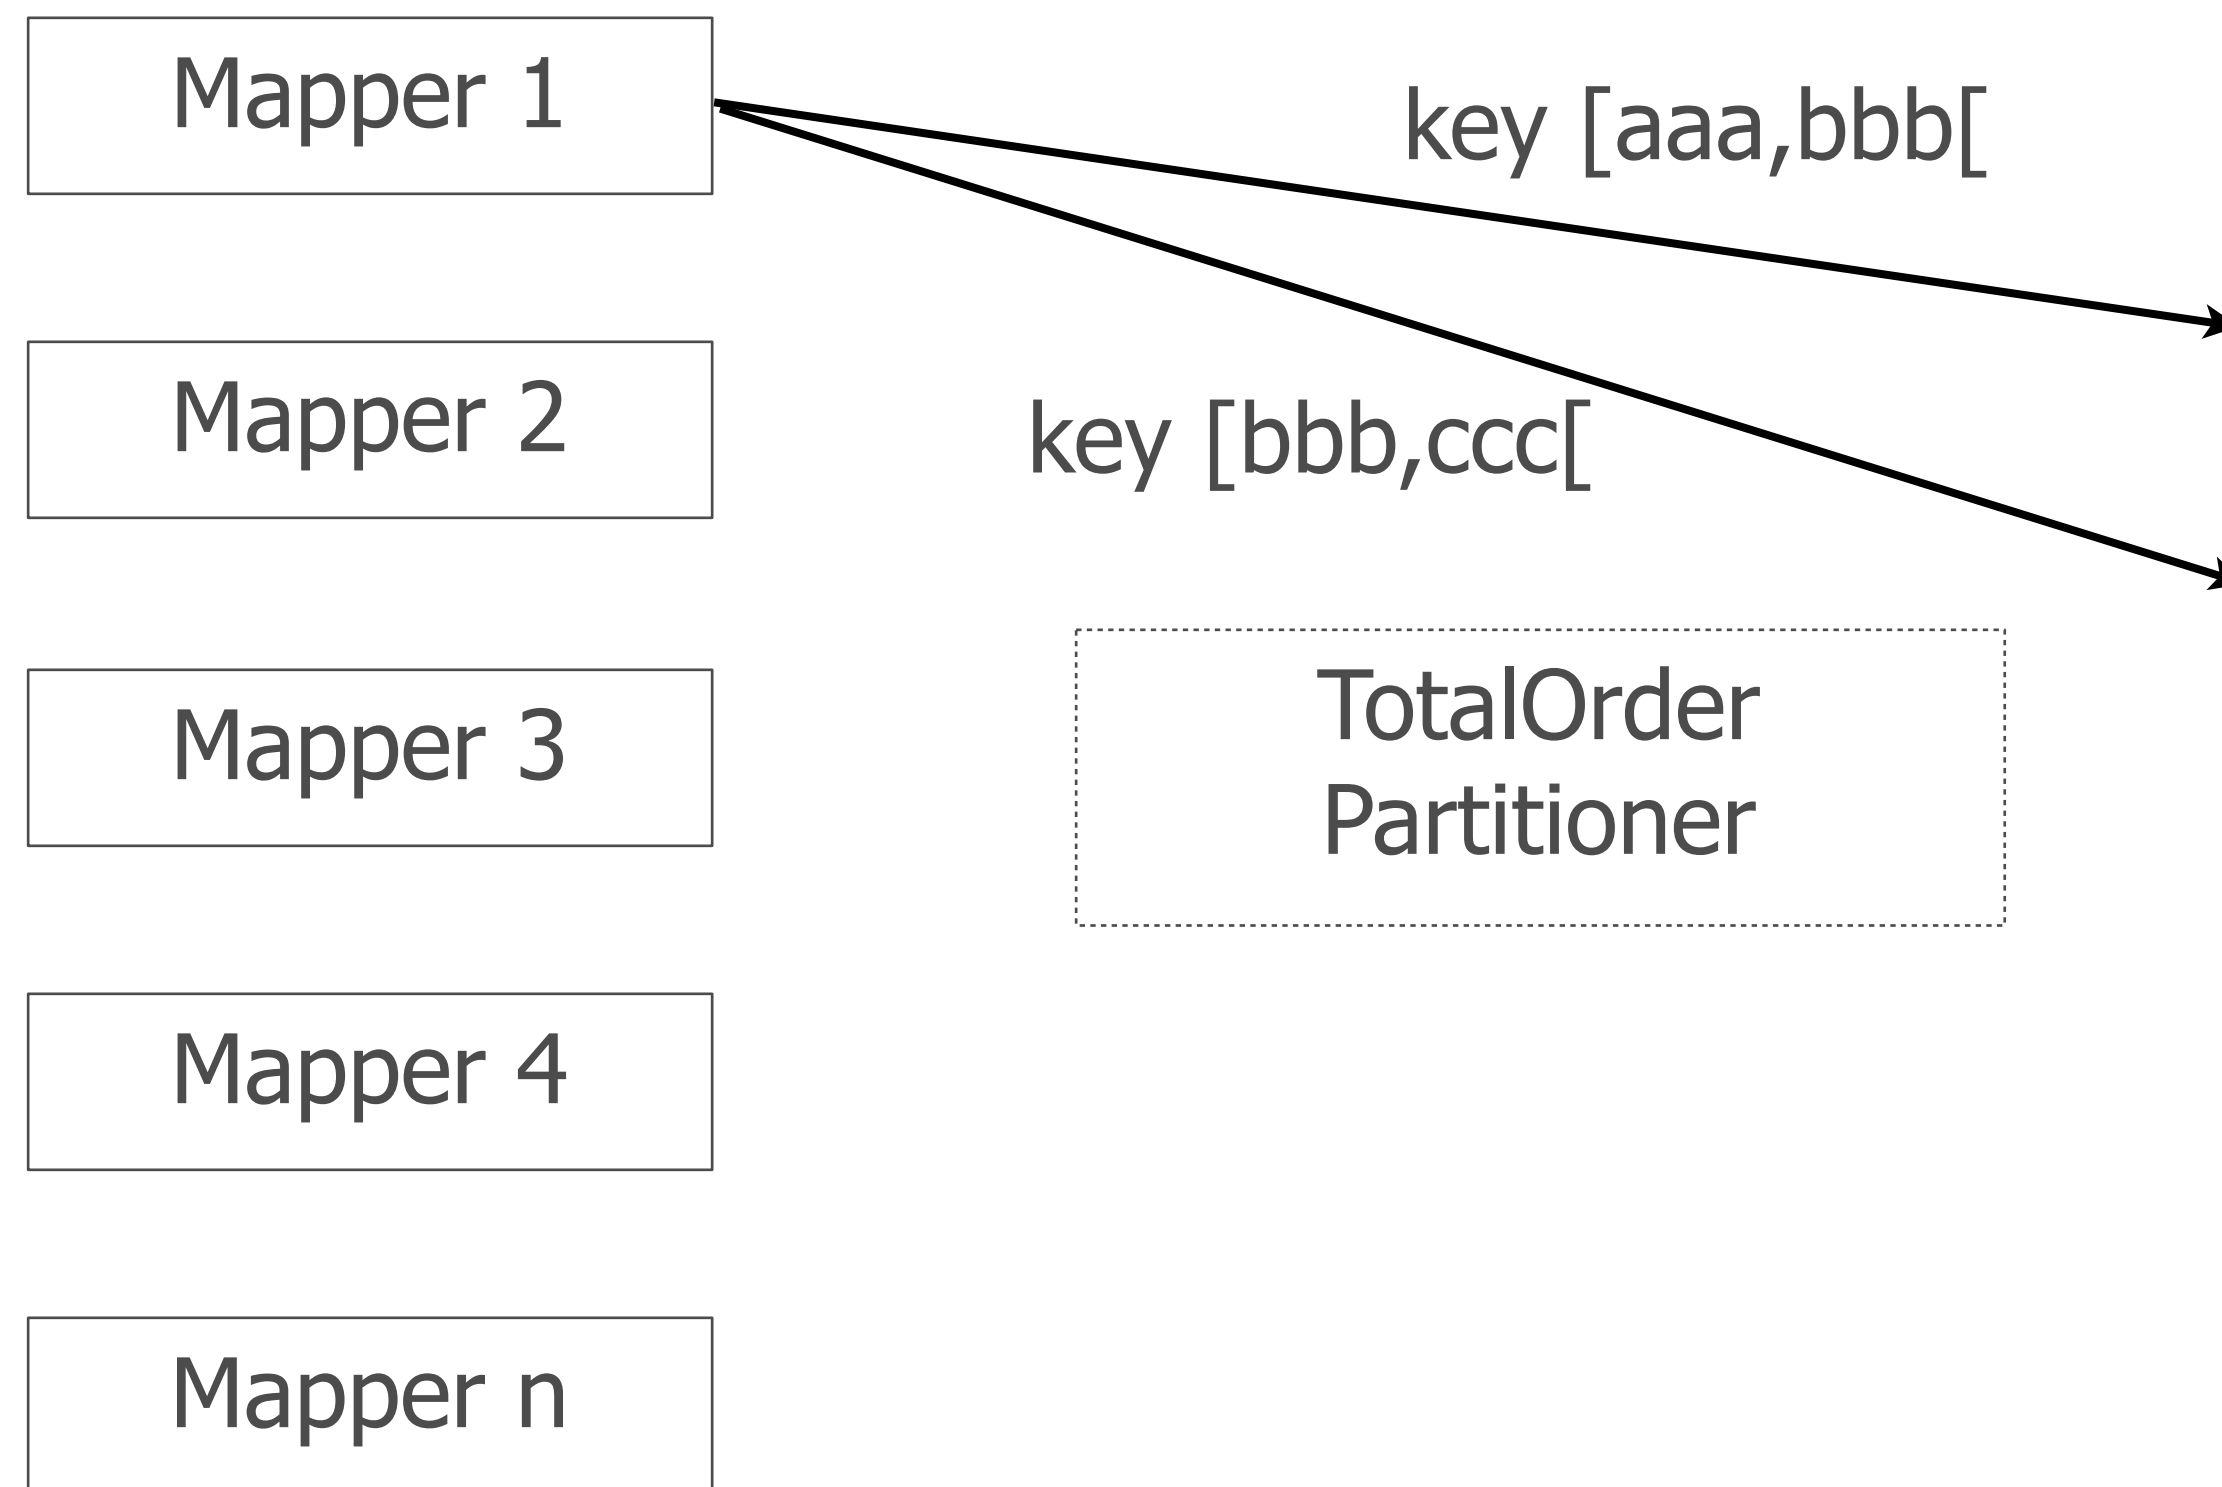 Mapper 1
key [aaa,bbb[
Mapper 2
key [bbb,ccc[
Mapper 3
TotalOrder
Partitioner
Mapper 4
Mapper n